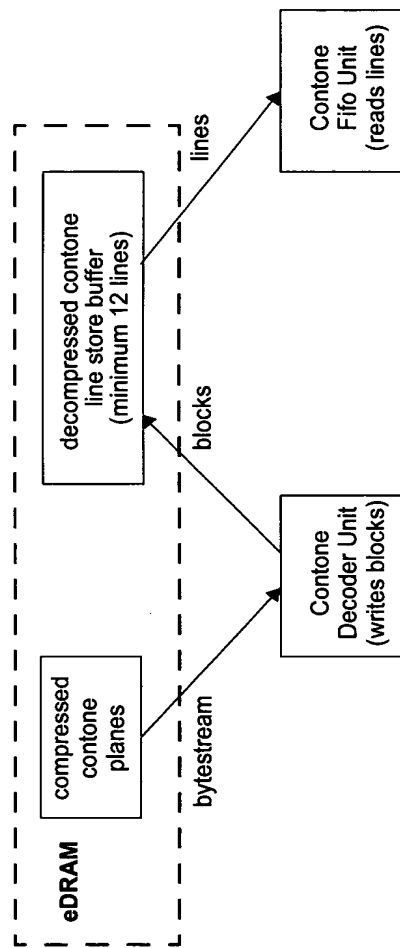 eDRAM
compressed
contone
planes
decompressed contone
line store buffer
(minimum 12 lines)
bytestream
blocks
lines
Contone
Decoder Unit
(writes blocks)
Contone
Fifo Unit
(reads lines)